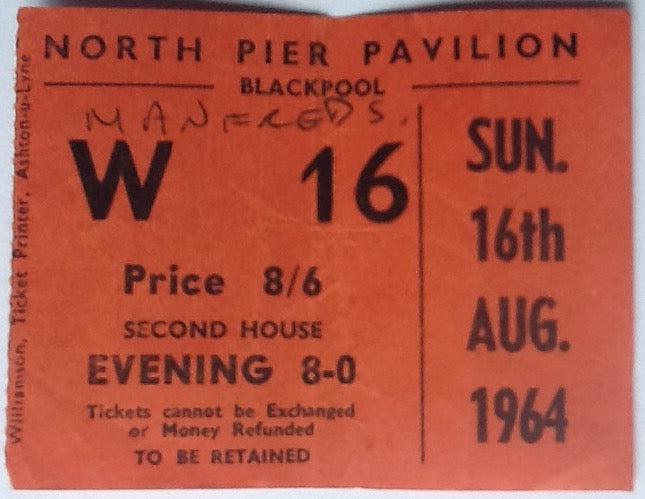 NORTH PIER PAVILION
BLACKPOOL
MANFREDS.
W 16
Price 8/6
SECOND HOUSE
EVENING 8-0
Tickets cannot be Exchanged
or Money Refunded
TO BE RETAINED
SUN.
16th
AUG.
1964
Williamson, Ticket Printer, Ashton-u-Lyne